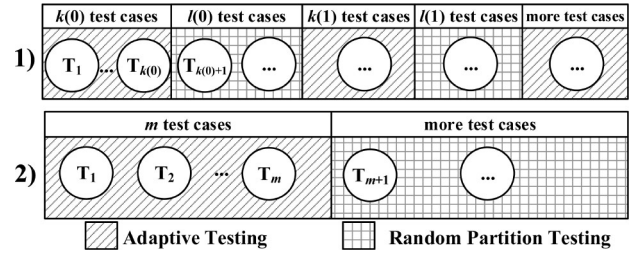 k(0) test cases l(0) test cases k(1) test cases l(1) test cases more test cases
1) T1 ... Tk(0) Tk(0)+1 ... ... ... ...
m test cases more test cases
2) T1 T2 ... Tm Tm+1 ...
Adaptive Testing Random Partition Testing